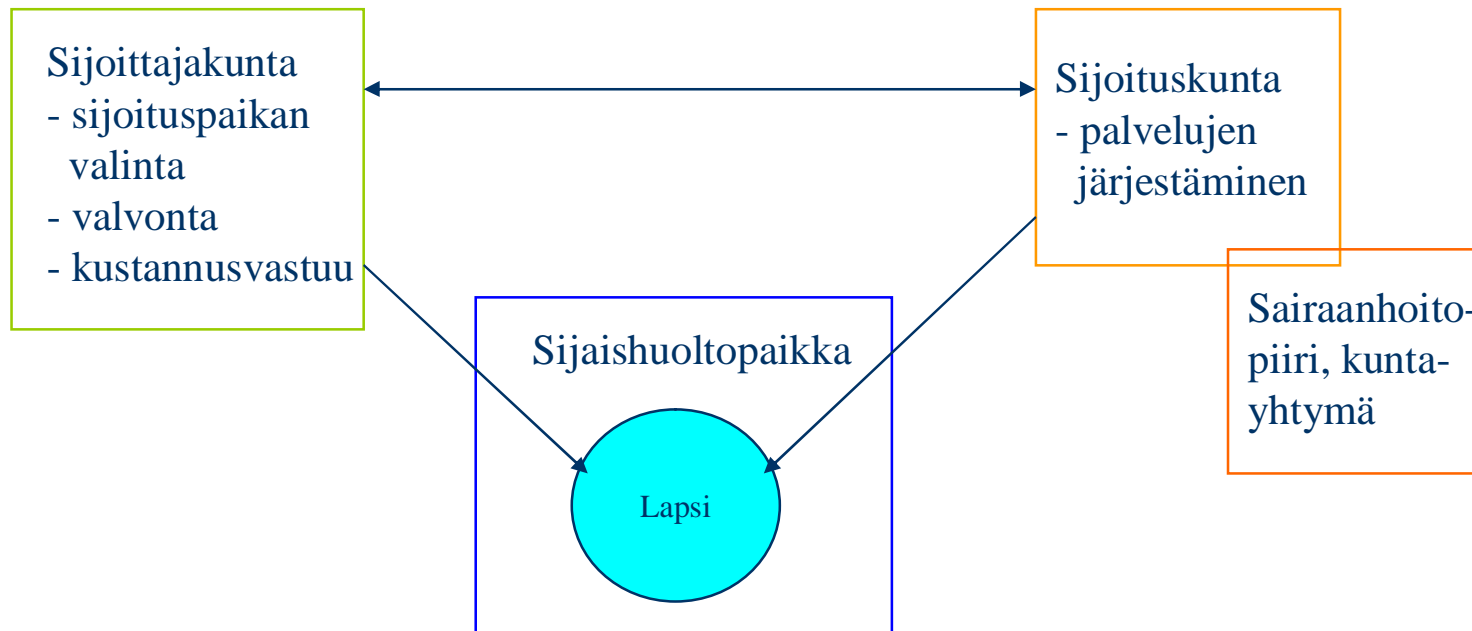 Sijoittajakunta
- sijoituspaikan
valinta
- valvonta
- kustannusvastuu
Sijoituskunta
- palvelujen
järjestäminen
Sairaanhoito-
piiri, kunta-
yhtymä
Sijaishuoltopaikka
Lapsi